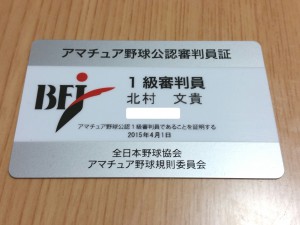 アマチュア野球公認審判員証
BFJ
1級審判員
北村 文貴
アマチュア野球公認1級審判員であることを証明する
2015年4月1日
全日本野球協会
アマチュア野球規則委員会